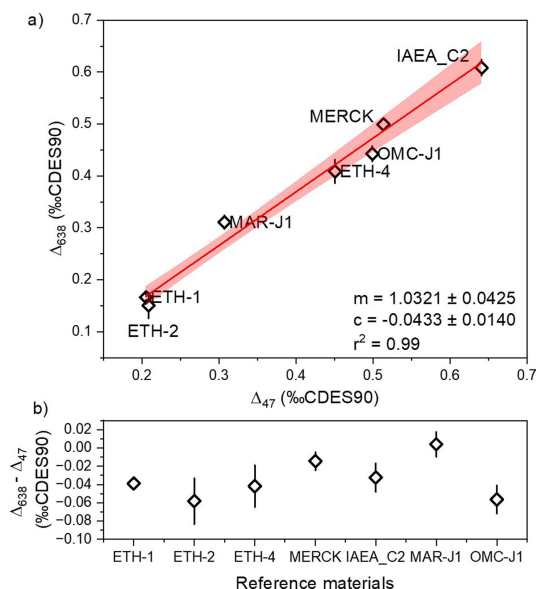 a)
0.7
0.6
0.5
0.4
0.3
0.2
0.1
Δ638 (‰CDES90)
IAEA_C2
MERCK
OMC-J1
ETH-4
MAR-J1
ETH-1
ETH-2
m = 1.0321 ± 0.0425
c = -0.0433 ± 0.0140
r² = 0.99
0.2 0.3 0.4 0.5 0.6 0.7
Δ47 (‰CDES90)
b)
0.02
0.00
−0.02
−0.04
−0.06
−0.08
−0.10
Δ638 - Δ47
(‰CDES90)
ETH-1 ETH-2 ETH-4 MERCK IAEA_C2 MAR-J1 OMC-J1
Reference materials